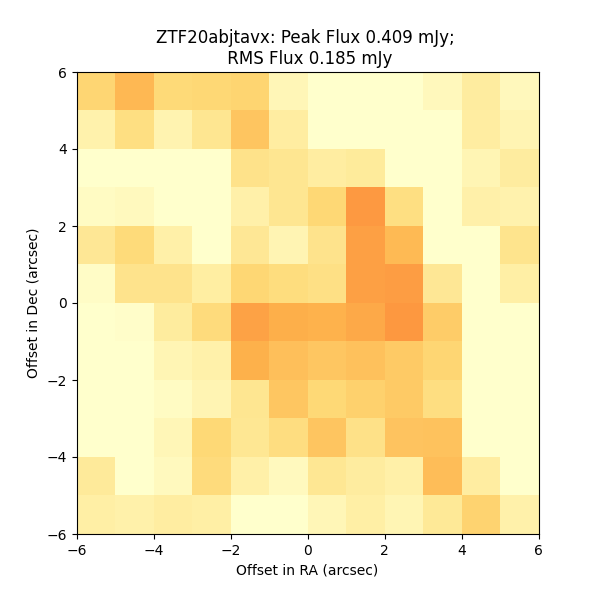 ZTF20abjtavx: Peak Flux 0.409 mJy;
RMS Flux 0.185 mJy
6
4
2
0
−2
−4
−6
Offset in Dec (arcsec)
−6 −4 −2 0 2 4 6
Offset in RA (arcsec)